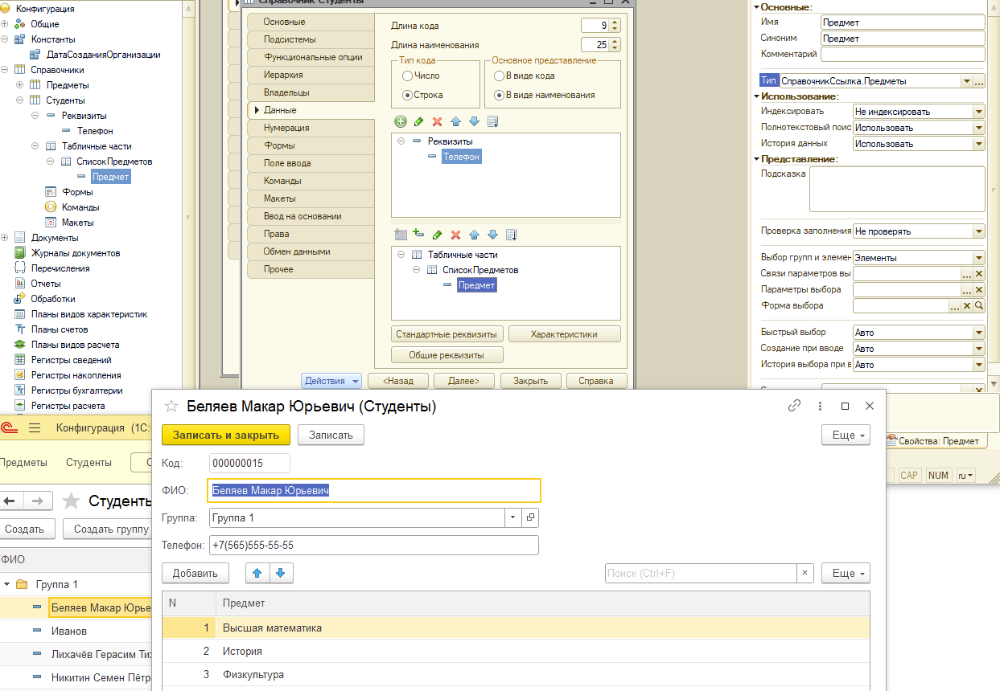 Конфигурация
Общие
Константы
ДатаСозданияОрганизации
Справочники
Предметы
Студенты
Реквизиты
Телефон
Табличные части
СписокПредметов
Предмет
Формы
Команды
Макеты
Документы
Журналы документов
Перечисления
Отчеты
Обработки
Планы видов характеристик
Планы счетов
Планы видов расчета
Регистры сведений
Регистры накопления
Регистры бухгалтерии
Регистры расчета
Справочник Студенты
Основные
Подсистемы
Функциональные опции
Иерархия
Владельцы
Данные
Нумерация
Формы
Поле ввода
Команды
Макеты
Ввод на основании
Права
Обмен данными
Прочее
Длина кода 9
Длина наименования 25
Тип кода
Число
Строка
Основное представление
В виде кода
В виде наименования
Реквизиты
Телефон
Табличные части
СписокПредметов
Предмет
Стандартные реквизиты Характеристики
Общие реквизиты
Действия <Назад Далее> Закрыть Справка
Основные:
Имя Предмет
Синоним Предмет
Комментарий
Тип СправочникСсылка.Предметы ...
Использование:
Индексировать Не индексировать
Полнотекстовый поис Использовать
История данных Использовать
Представление:
Подсказка
Проверка заполнения Не проверять
Выбор групп и элемен Элементы
Связи параметров вы ...
Параметры выбора ...
Форма выбора ...
Быстрый выбор Авто
Создание при вводе Авто
История выбора при в Авто
Свойства: Предмет
CAP NUM ru
Конфигурация (1С:
Предметы Студенты С
Студенты
Создать Создать группу
ФИО
Группа 1
Беляев Макар Юрье
Иванов
Лихачёв Герасим Тих
Никитин Семен Пётр
Беляев Макар Юрьевич (Студенты)
Записать и закрыть Записать Еще
Код: 000000015
ФИО: Беляев Макар Юрьевич
Группа: Группа 1
Телефон: +7(565)555-55-55
Добавить Поиск (Ctrl+F) × Еще
N Предмет
1 Высшая математика
2 История
3 Физкультура